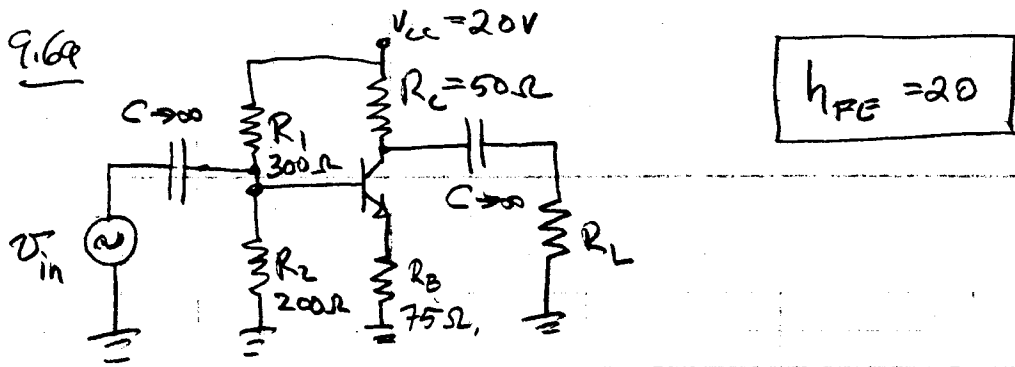 9.69
Vcc = 20V
Rc = 50Ω
hFE = 20
C→∞
R1
300Ω
C→∞
vin
R2
200Ω
RB
75Ω,
RL